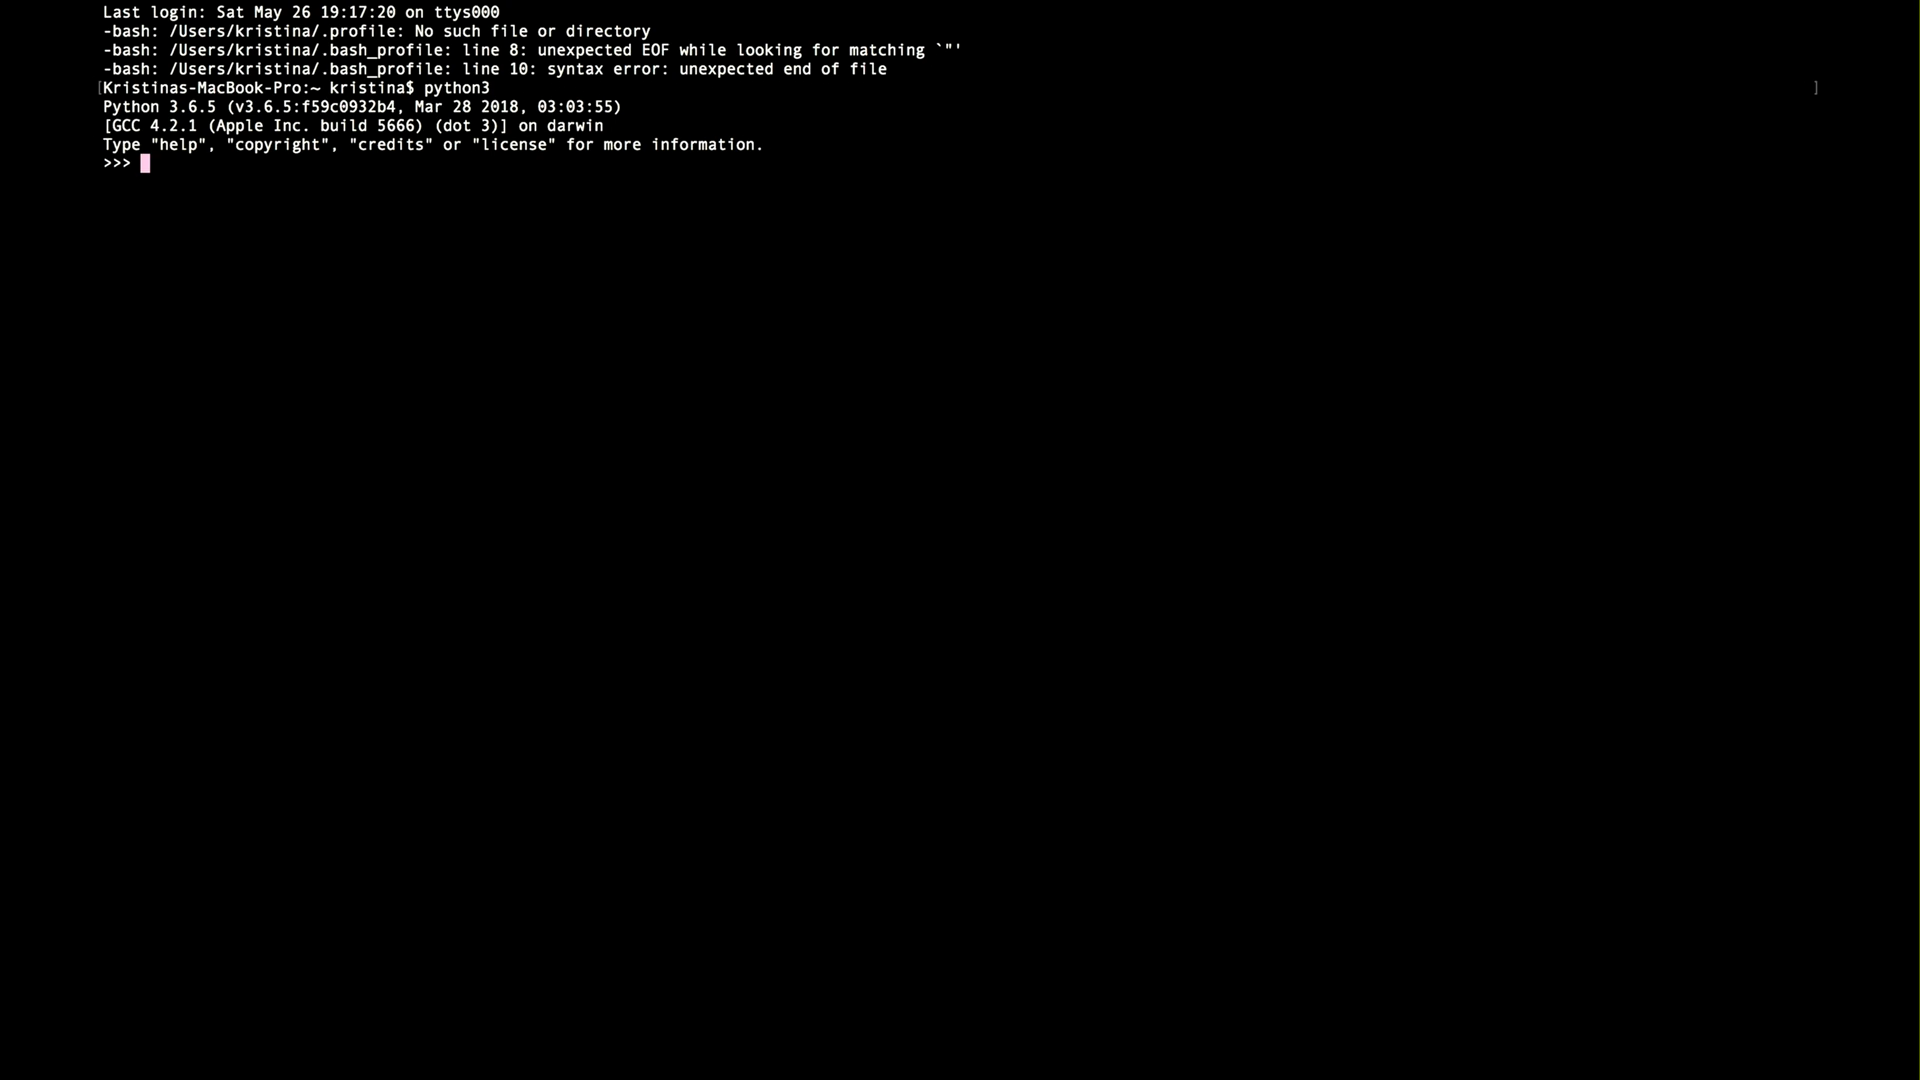 Last login: Sat May 26 19:17:20 on ttys000
-bash: /Users/kristina/.profile: No such file or directory
-bash: /Users/kristina/.bash_profile: line 8: unexpected EOF while looking for matching `"'
-bash: /Users/kristina/.bash_profile: line 10: syntax error: unexpected end of file
[Kristinas-MacBook-Pro:~ kristina$ python3 ]
Python 3.6.5 (v3.6.5:f59c0932b4, Mar 28 2018, 03:03:55)
[GCC 4.2.1 (Apple Inc. build 5666) (dot 3)] on darwin
Type "help", "copyright", "credits" or "license" for more information.
>>>